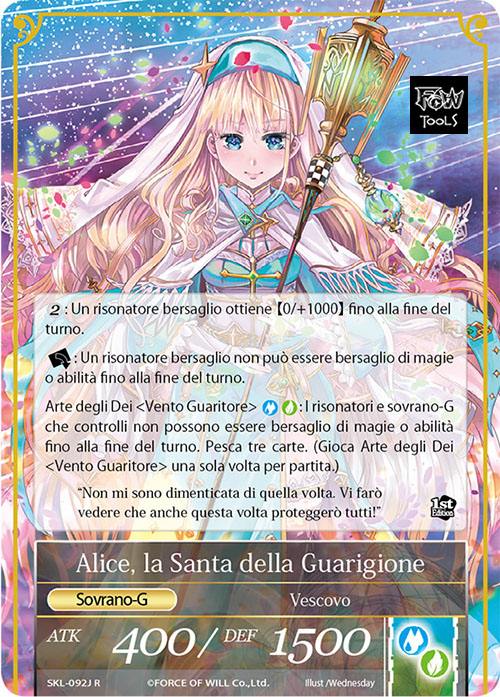 FōW
TOOLS
2 : Un risonatore bersaglio ottiene 【0/+1000】 fino alla fine del
turno.
: Un risonatore bersaglio non può essere bersaglio di magie
o abilità fino alla fine del turno.
Arte degli Dei <Vento Guaritore> : I risonatori e sovrano-G
che controlli non possono essere bersaglio di magie o abilità
fino alla fine del turno. Pesca tre carte. (Gioca Arte degli Dei
<Vento Guaritore> una sola volta per partita.)
“Non mi sono dimenticata di quella volta. Vi farò
vedere che anche questa volta proteggerò tutti!”
1st
Edition
Alice, la Santa della Guarigione
Sovrano-G
Vescovo
ATK 400 / DEF 1500
SKL-092J R ©FORCE OF WILL Co.,Ltd. Illust /Wednesday